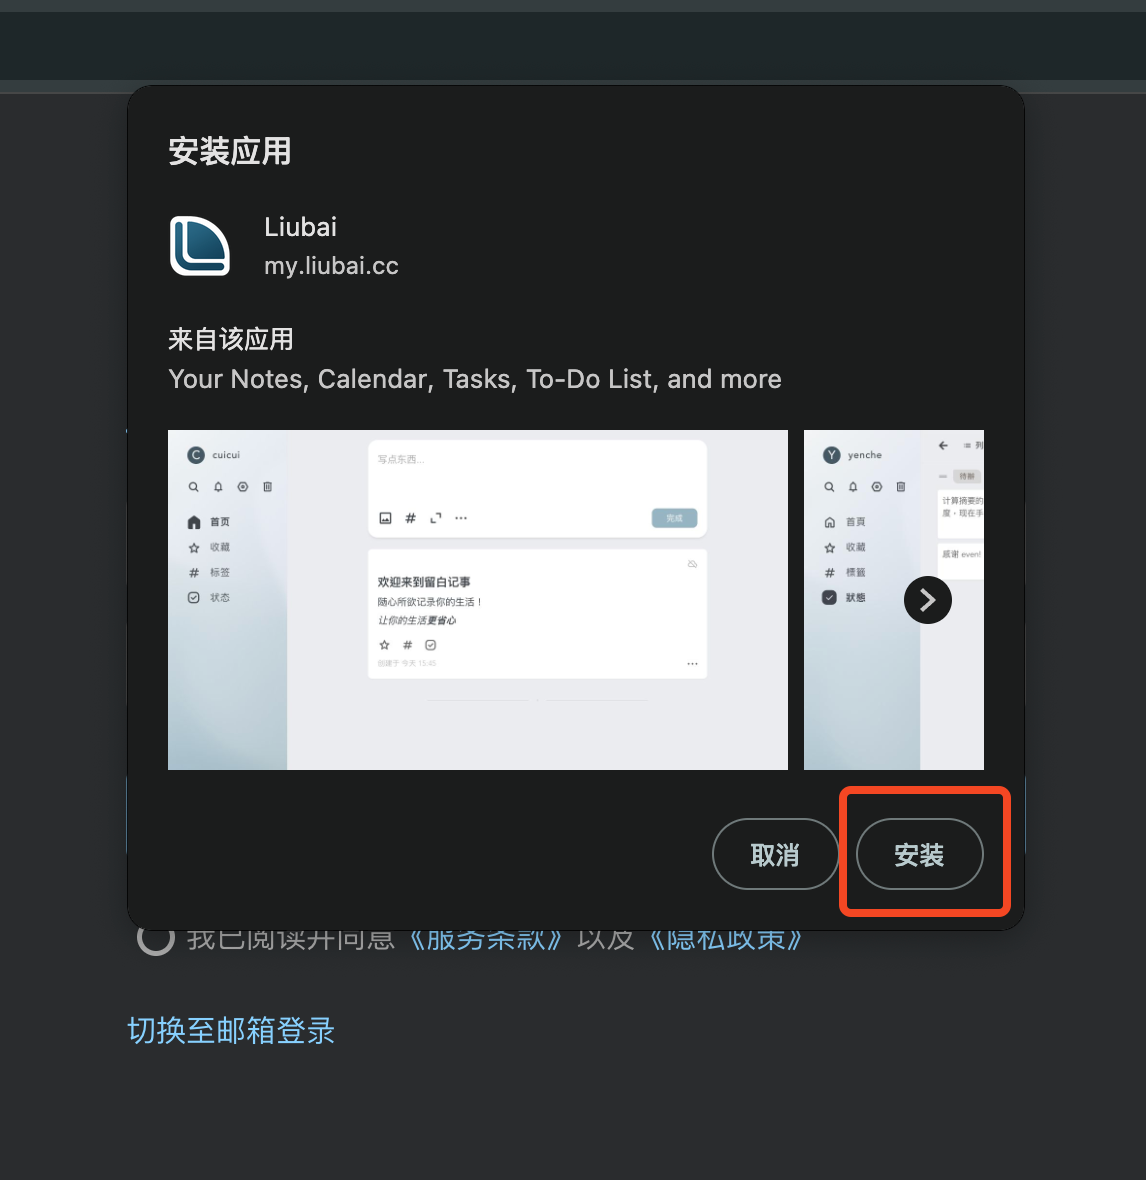 安装应用
Liubai
my.liubai.cc
来自该应用
Your Notes, Calendar, Tasks, To-Do List, and more
C cuicui
首页
收藏
标签
状态
写点东西...
#
完成
欢迎来到留白记事
随心所欲记录你的生活！
让你的生活更省心
#
创建于 今天 15:45
Y yenche
首頁
收藏
標籤
狀態
列
待辦
计算摘要的
度，现在手
感谢 even!
取消
安装
我已阅读并同意《服务条款》以及《隐私政策》
切换至邮箱登录